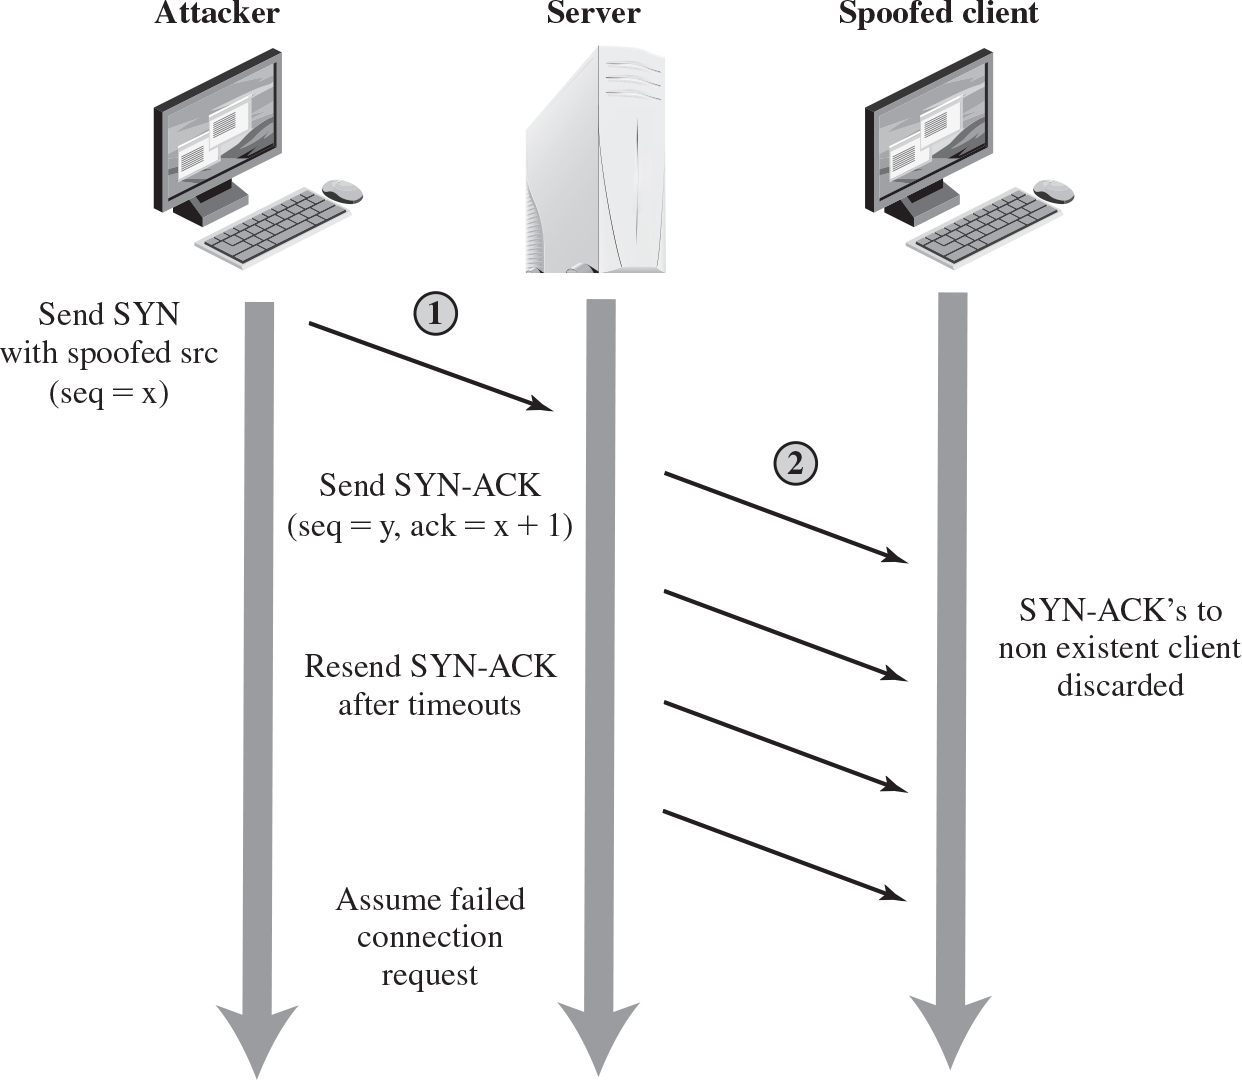 Attacker
Server
Spoofed client
Send SYN
with spoofed src
(seq = x)
1
2
Send SYN-ACK
(seq = y, ack = x + 1)
SYN-ACK’s to
non existent client
discarded
Resend SYN-ACK
after timeouts
Assume failed
connection
request